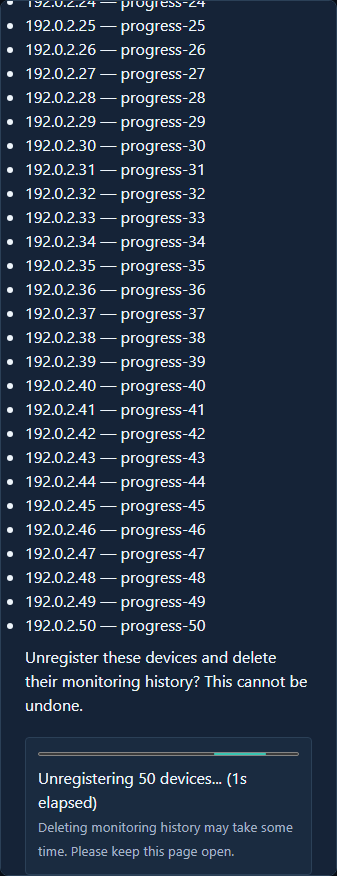 192.0.2.24 — progress-24
192.0.2.25 — progress-25
192.0.2.26 — progress-26
192.0.2.27 — progress-27
192.0.2.28 — progress-28
192.0.2.29 — progress-29
192.0.2.30 — progress-30
192.0.2.31 — progress-31
192.0.2.32 — progress-32
192.0.2.33 — progress-33
192.0.2.34 — progress-34
192.0.2.35 — progress-35
192.0.2.36 — progress-36
192.0.2.37 — progress-37
192.0.2.38 — progress-38
192.0.2.39 — progress-39
192.0.2.40 — progress-40
192.0.2.41 — progress-41
192.0.2.42 — progress-42
192.0.2.43 — progress-43
192.0.2.44 — progress-44
192.0.2.45 — progress-45
192.0.2.46 — progress-46
192.0.2.47 — progress-47
192.0.2.48 — progress-48
192.0.2.49 — progress-49
192.0.2.50 — progress-50
Unregister these devices and delete
their monitoring history? This cannot be
undone.
Unregistering 50 devices... (1s
elapsed)
Deleting monitoring history may take some
time. Please keep this page open.